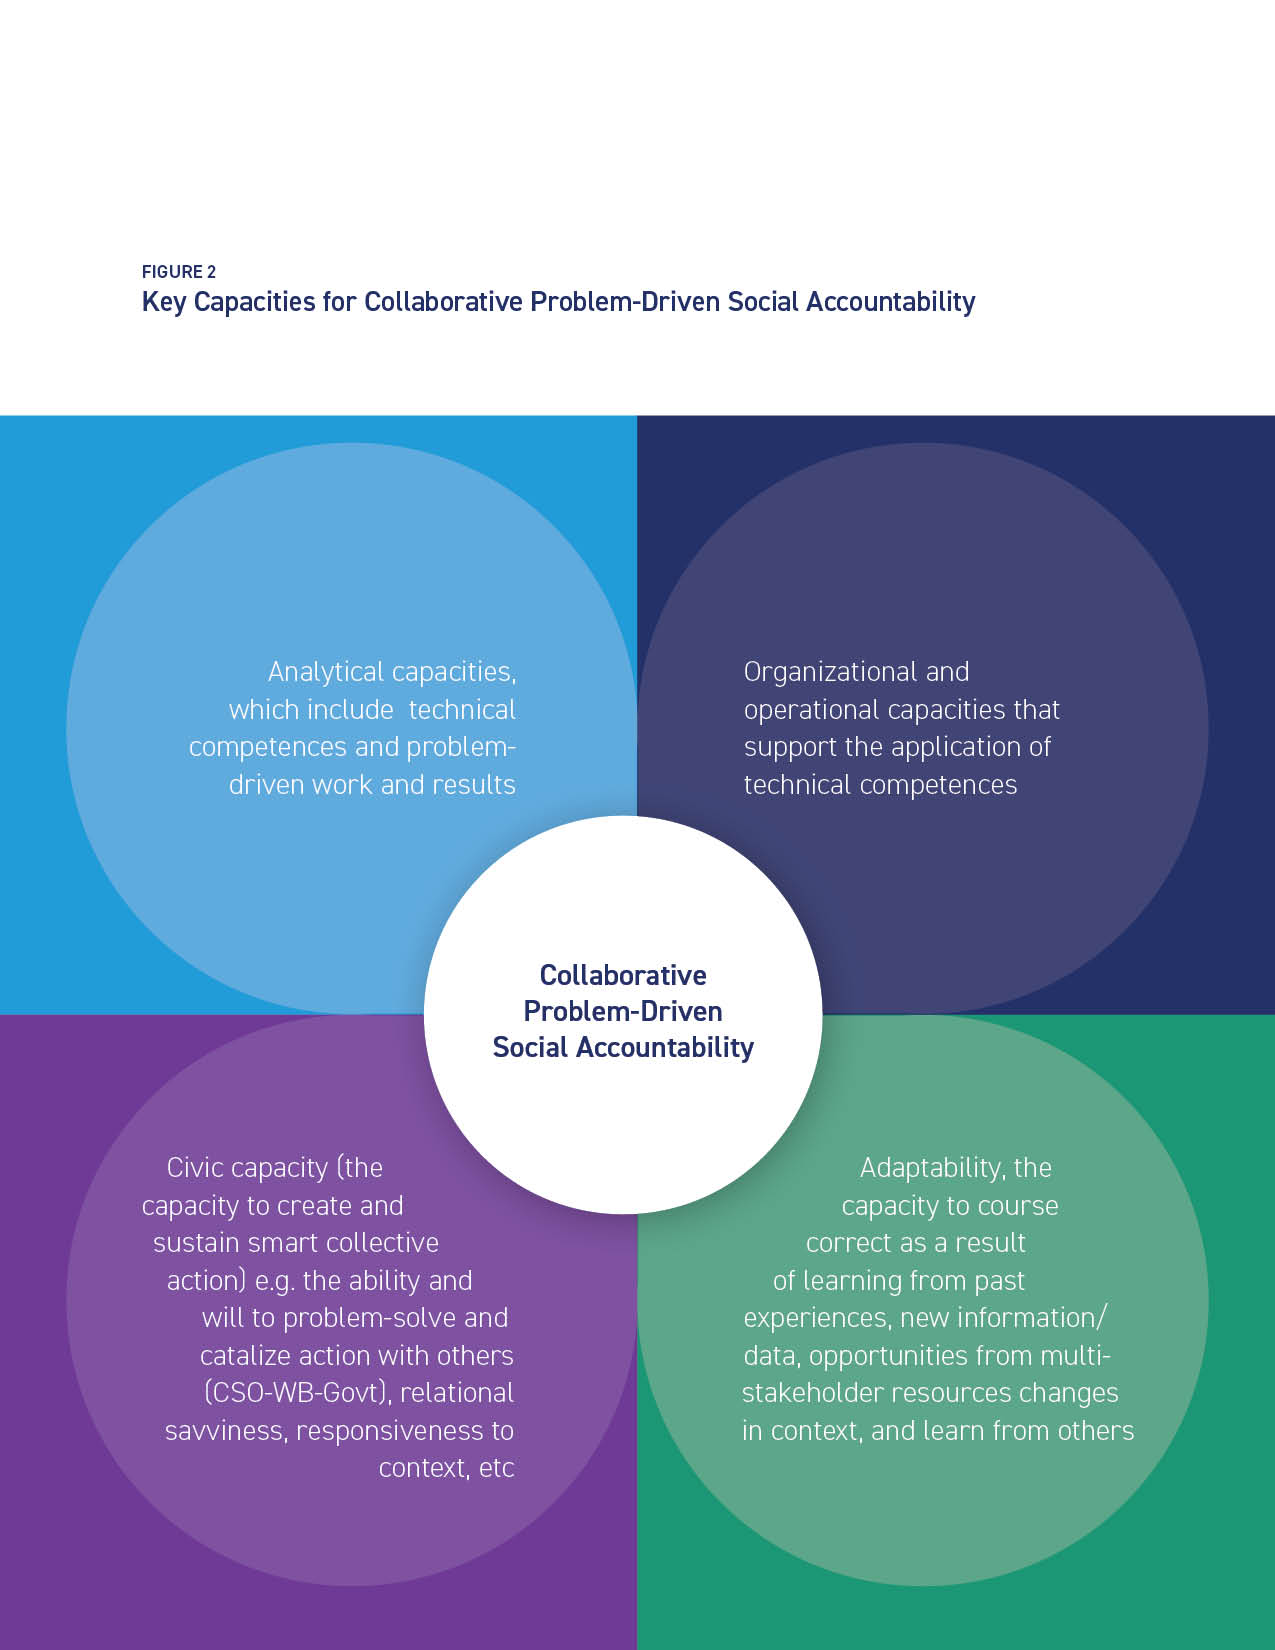 FIGURE 2
Key Capacities for Collaborative Problem-Driven Social Accountability
Analytical capacities,
which include  technical
competences and problem-
driven work and results
Organizational and
operational capacities that
support the application of
technical competences
Collaborative
Problem-Driven
Social Accountability
Civic capacity (the
capacity to create and
sustain smart collective
action) e.g. the ability and
will to problem-solve and
catalize action with others
(CSO-WB-Govt), relational
savviness, responsiveness to
context, etc
Adaptability, the
capacity to course
correct as a result
of learning from past
experiences, new information/
data, opportunities from multi-
stakeholder resources changes
in context, and learn from others